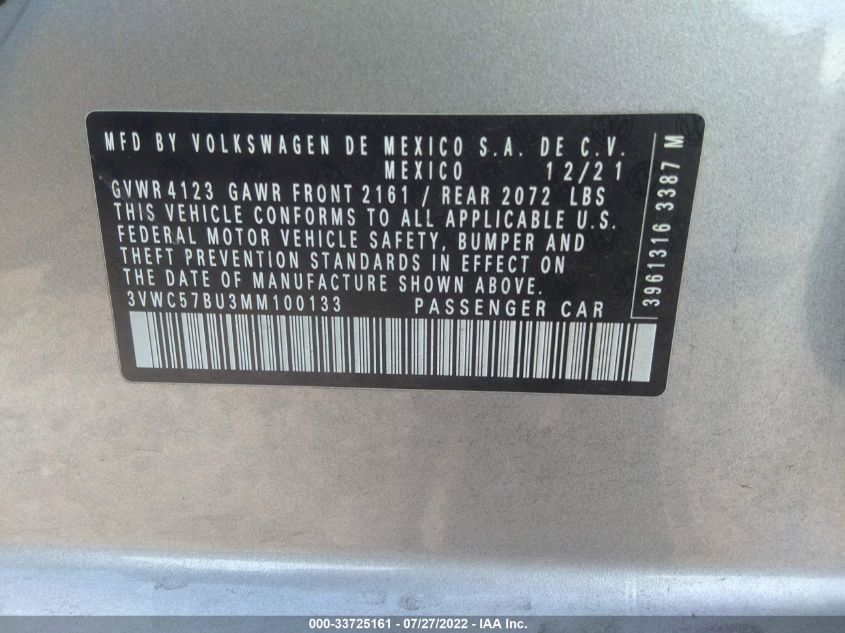 MFD BY VOLKSWAGEN DE MEXICO S.A. DE C.V.
MEXICO 12/21
GVWR 4123 GAWR FRONT 2161 / REAR 2072 LBS
THIS VEHICLE CONFORMS TO ALL APPLICABLE U.S.
FEDERAL MOTOR VEHICLE SAFETY, BUMPER AND
THEFT PREVENTION STANDARDS IN EFFECT ON
THE DATE OF MANUFACTURE SHOWN ABOVE.
3VWC57BU3MM100133 PASSENGER CAR
3961316 3387 M
000-33725161 - 07/27/2022 - IAA Inc.